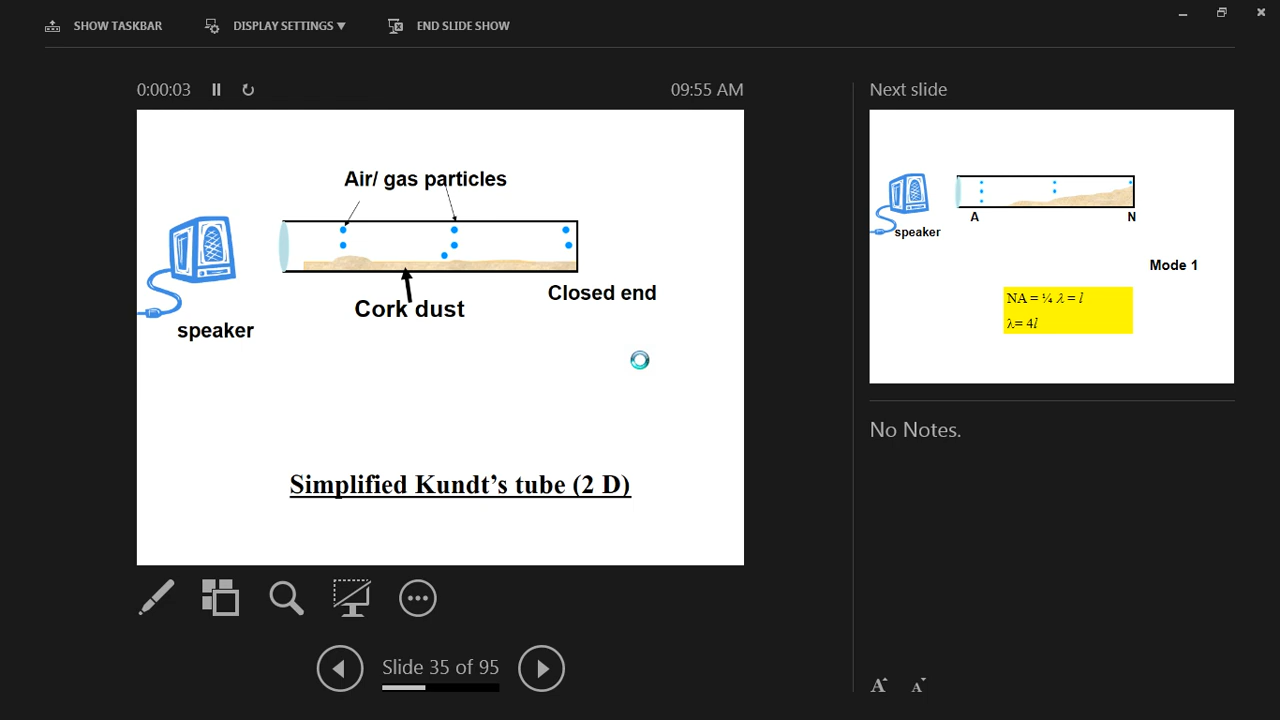 SHOW TASKBAR
DISPLAY SETTINGS ▼
END SLIDE SHOW
0:00:03
09:55 AM
Air/ gas particles
speaker
Cork dust
Closed end
Simplified Kundt’s tube (2 D)
Slide 35 of 95
Next slide
speaker
A
N
Mode 1
NA = ¼ λ = l
λ= 4l
No Notes.
A A